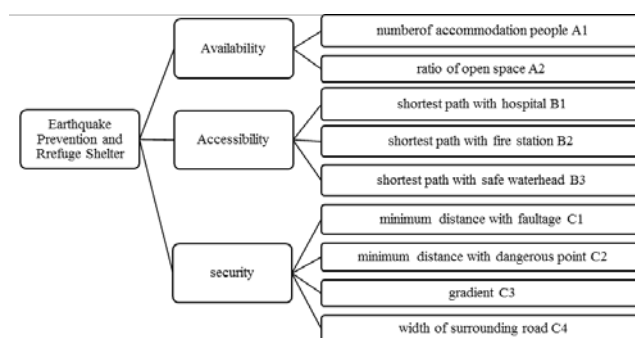 Earthquake
Prevention and
Rrefuge Shelter
Availability
numberof accommodation people A1
ratio of open space A2
Accessibility
shortest path with hospital B1
shortest path with fire station B2
shortest path with safe waterhead B3
security
minimum distance with faultage C1
minimum distance with dangerous point C2
gradient C3
width of surrounding road C4